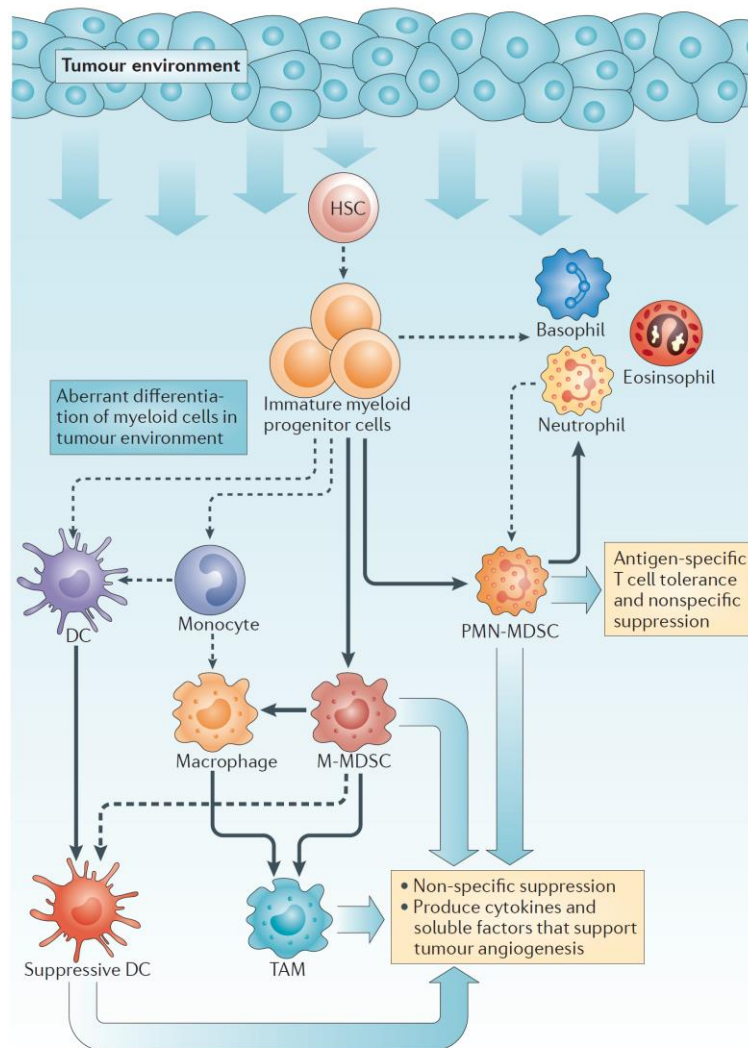 Tumour environment
HSC
Basophil
Eosinsophil
Neutrophil
Immature myeloid
progenitor cells
Aberrant differentia-
tion of myeloid cells in
tumour environment
DC
Monocyte
PMN-MDSC
Antigen-specific
T cell tolerance
and nonspecific
suppression
Macrophage
M-MDSC
Suppressive DC
TAM
• Non-specific suppression
• Produce cytokines and
soluble factors that support
tumour angiogenesis